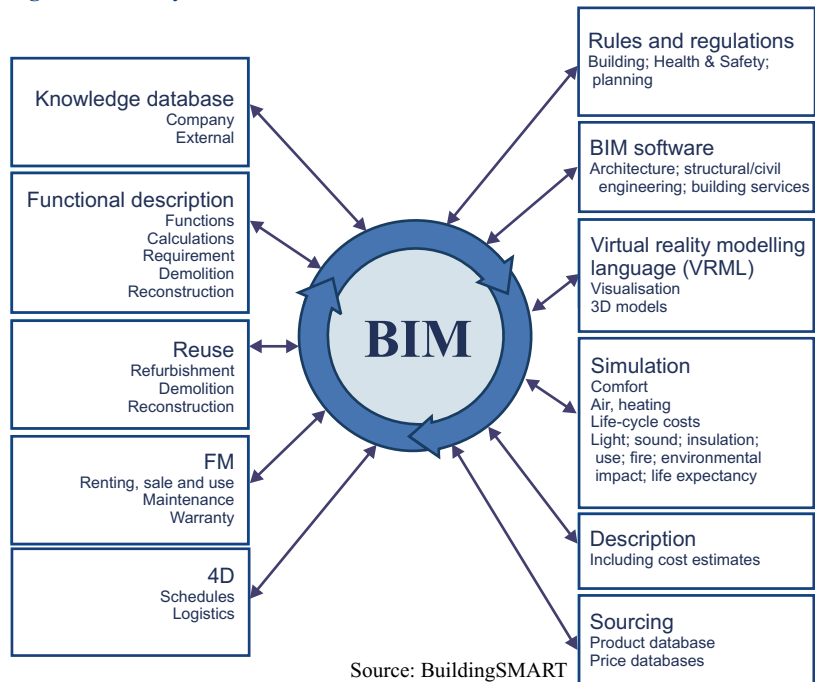 Knowledge database
Company
External
Functional description
Functions
Calculations
Requirement
Demolition
Reconstruction
Reuse
Refurbishment
Demolition
Reconstruction
FM
Renting, sale and use
Maintenance
Warranty
4D
Schedules
Logistics
BIM
Rules and regulations
Building; Health & Safety;
planning
BIM software
Architecture; structural/civil
engineering; building services
Virtual reality modelling
language (VRML)
Visualisation
3D models
Simulation
Comfort
Air, heating
Life-cycle costs
Light; sound; insulation;
use; fire; environmental
impact; life expectancy
Description
Including cost estimates
Sourcing
Product database
Price databases
Source: BuildingSMART